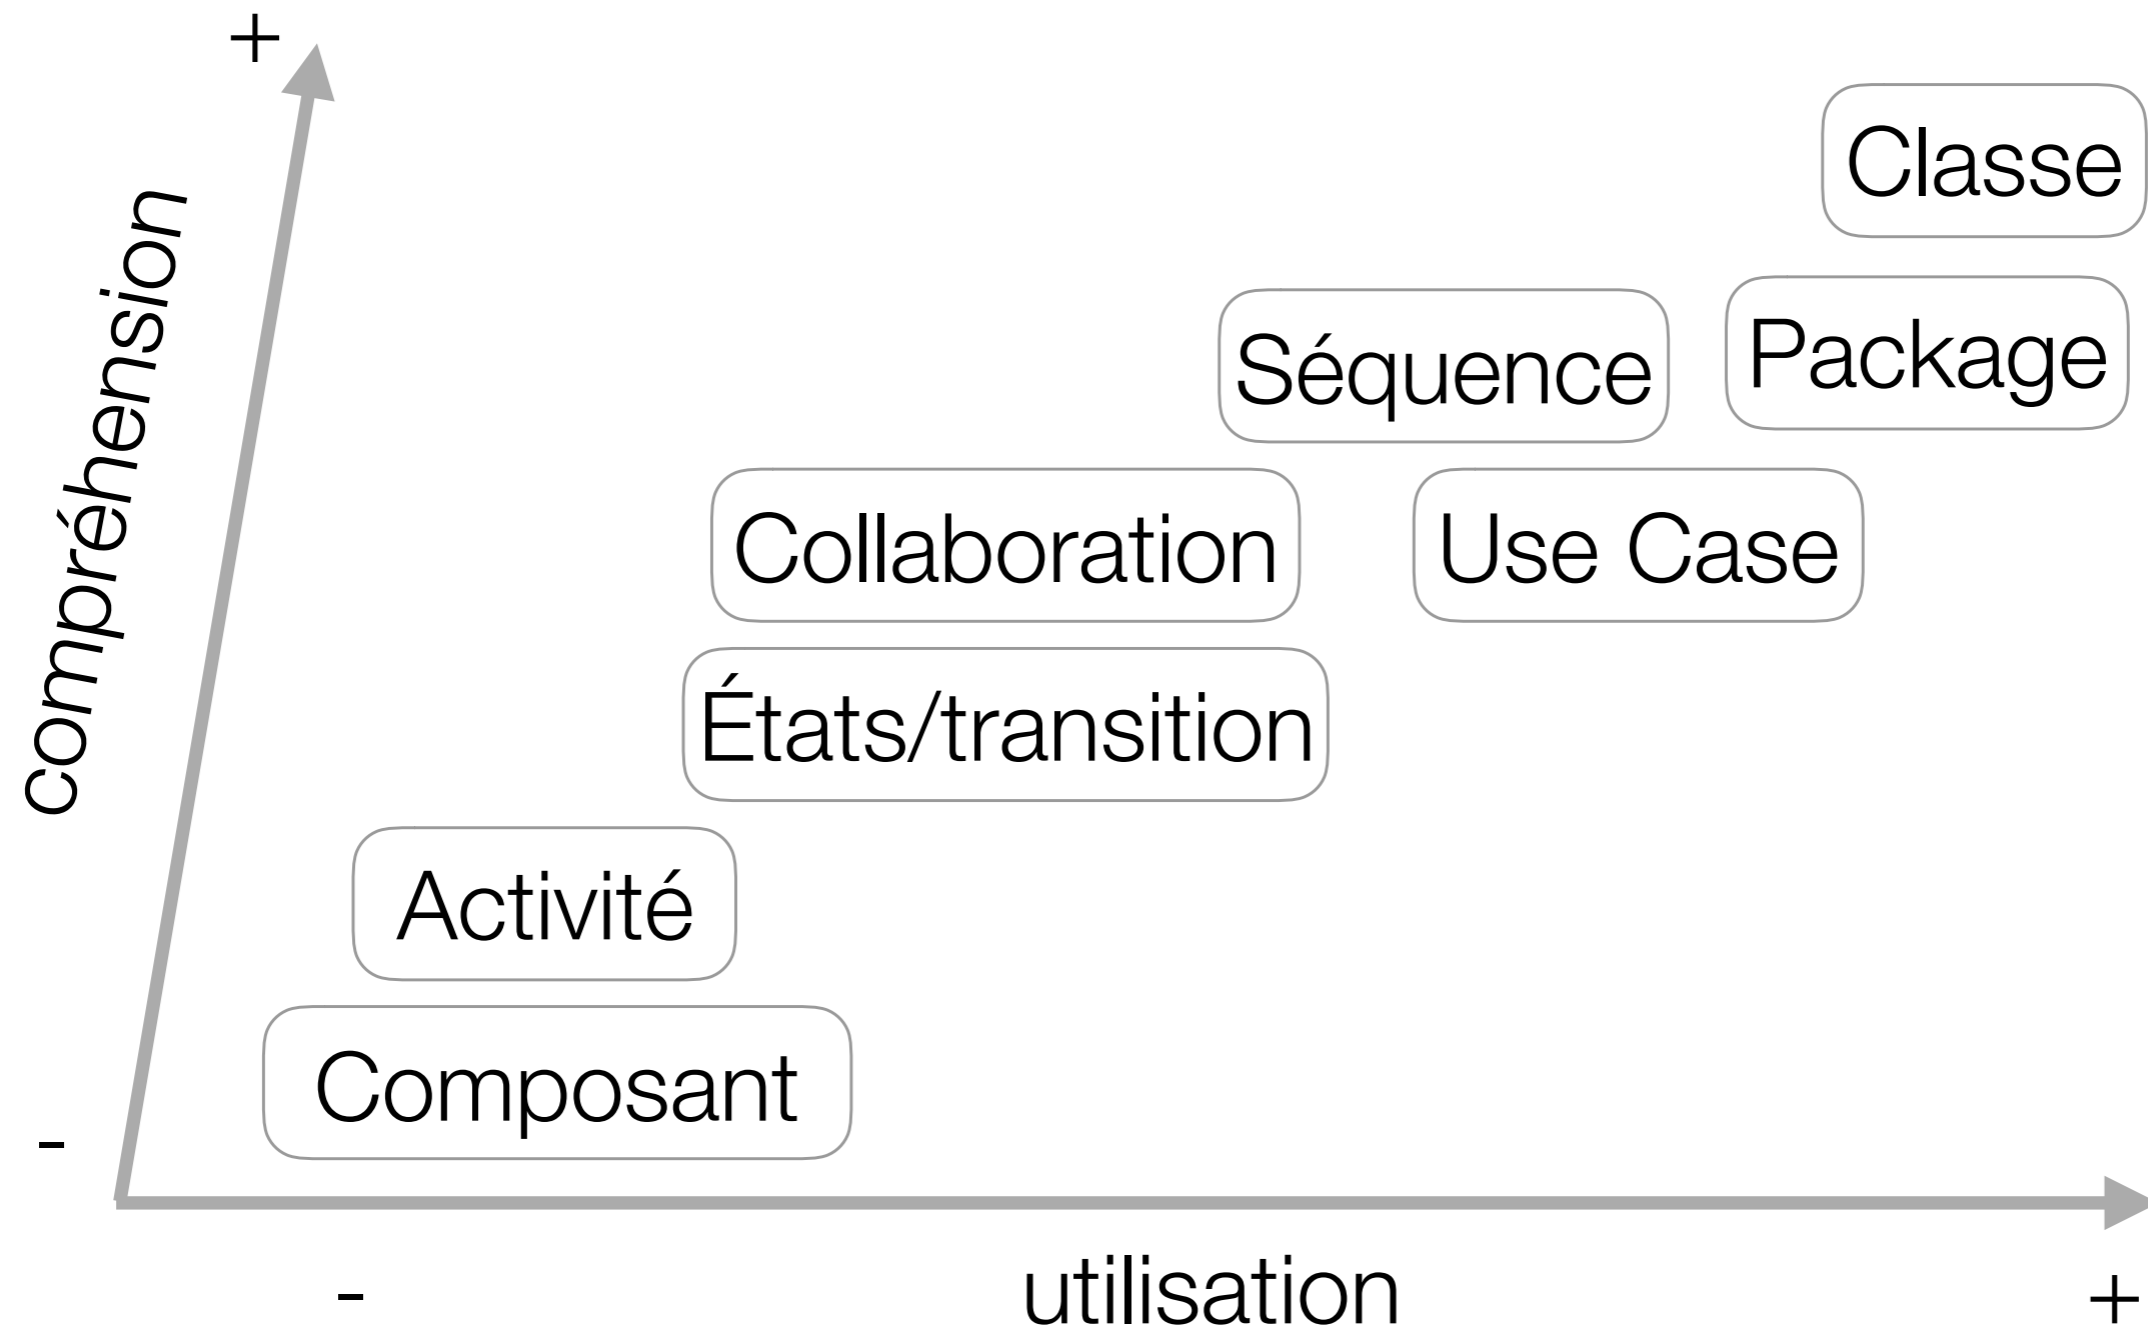 +
Classe
Package
Séquence
compréhension
Collaboration
Use Case
États/transition
Activité
Composant
-
-
utilisation
+